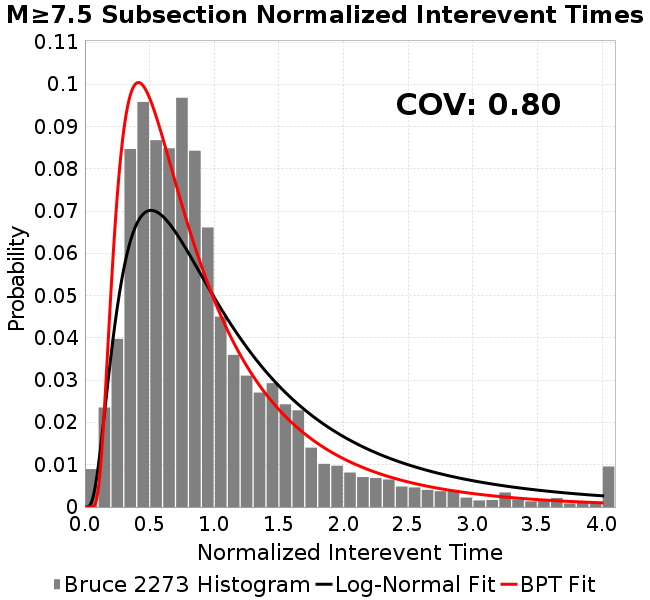 M≥7.5 Subsection Normalized Interevent Times
COV: 0.80
Probability
0.11
0.1
0.09
0.08
0.07
0.06
0.05
0.04
0.03
0.02
0.01
0
0.0 0.5 1.0 1.5 2.0 2.5 3.0 3.5 4.0
Normalized Interevent Time
Bruce 2273 Histogram Log-Normal Fit BPT Fit